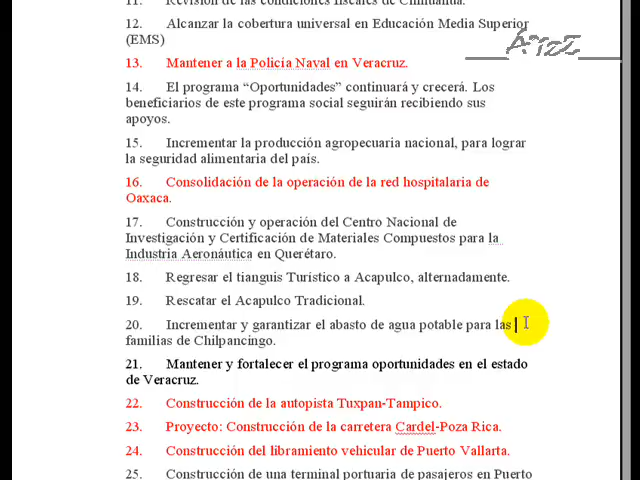 11. Revisión de las condiciones fiscales de Chihuahua.
12. Alcanzar la cobertura universal en Educación Media Superior
(EMS)
13. Mantener a la Policía Naval en Veracruz.
14. El programa “Oportunidades” continuará y crecerá. Los
beneficiarios de este programa social seguirán recibiendo sus
apoyos.
15. Incrementar la producción agropecuaria nacional, para lograr
la seguridad alimentaria del país.
16. Consolidación de la operación de la red hospitalaria de
Oaxaca.
17. Construcción y operación del Centro Nacional de
Investigación y Certificación de Materiales Compuestos para la
Industria Aeronáutica en Querétaro.
18. Regresar el tianguis Turístico a Acapulco, alternadamente.
19. Rescatar el Acapulco Tradicional.
20. Incrementar y garantizar el abasto de agua potable para las
familias de Chilpancingo.
21. Mantener y fortalecer el programa oportunidades en el estado
de Veracruz.
22. Construcción de la autopista Tuxpan-Tampico.
23. Proyecto: Construcción de la carretera Cardel-Poza Rica.
24. Construcción del libramiento vehicular de Puerto Vallarta.
25. Construcción de una terminal portuaria de pasajeros en Puerto